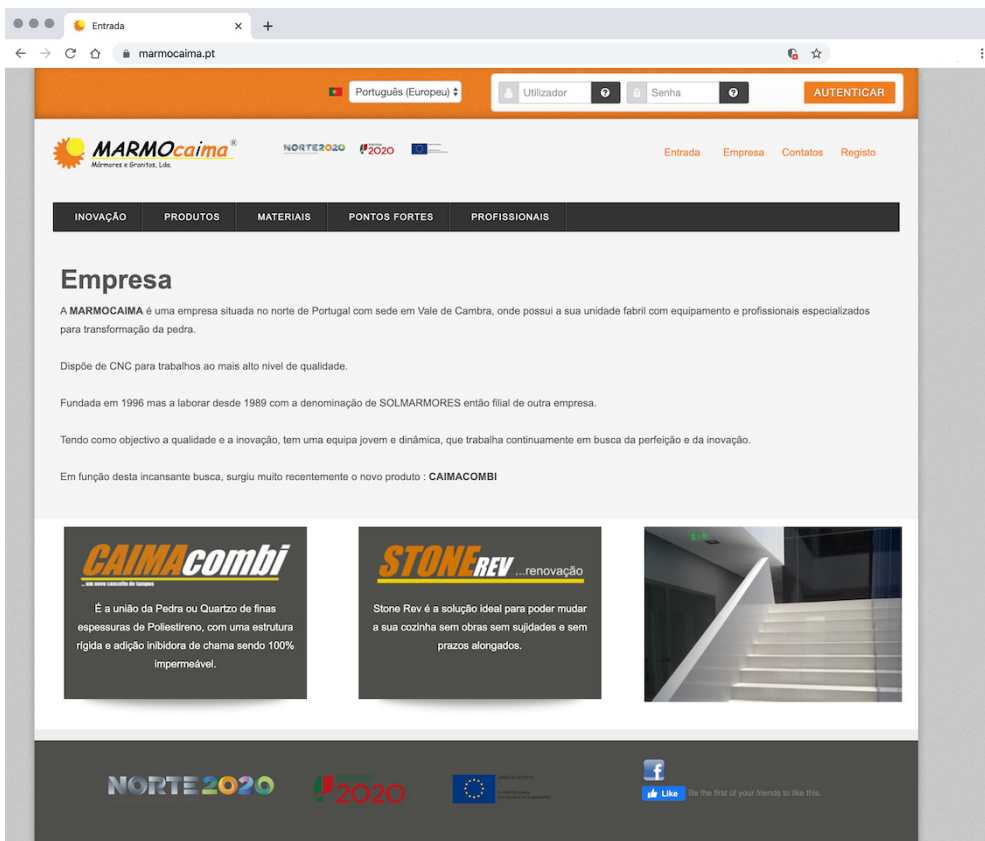 Entrada
marmocaima.pt
Português (Europeu)
Utilizador
Senha
AUTENTICAR
MARMOcaima®
Mármores e Granitos, Lda.
NORTE2020
2020
Entrada Empresa Contatos Registo
INOVAÇÃO PRODUTOS MATERIAIS PONTOS FORTES PROFISSIONAIS
Empresa
A MARMOCAIMA é uma empresa situada no norte de Portugal com sede em Vale de Cambra, onde possui a sua unidade fabril com equipamento e profissionais especializados
para transformação da pedra.
Dispõe de CNC para trabalhos ao mais alto nivel de qualidade.
Fundada em 1996 mas a laborar desde 1989 com a denominação de SOLMARMORES então filial de outra empresa.
Tendo como objectivo a qualidade e a inovação, tem uma equipa jovem e dinâmica, que trabalha continuamente em busca da perfeição e da inovação.
Em função desta incansante busca, surgiu muito recentemente o novo produto : CAIMACOMBI
CAIMAcombi
... um novo conceito de tampos
É a união da Pedra ou Quartzo de finas
espessuras de Poliestireno, com uma estrutura
rígida e adição inibidora de chama sendo 100%
impermeável.
STONEREV ...renovação
Stone Rev é a solução ideal para poder mudar
a sua cozinha sem obras sem sujidades e sem
prazos alongados.
NORTE2020
PORTUGAL
2020
Like Be the first of your friends to like this.